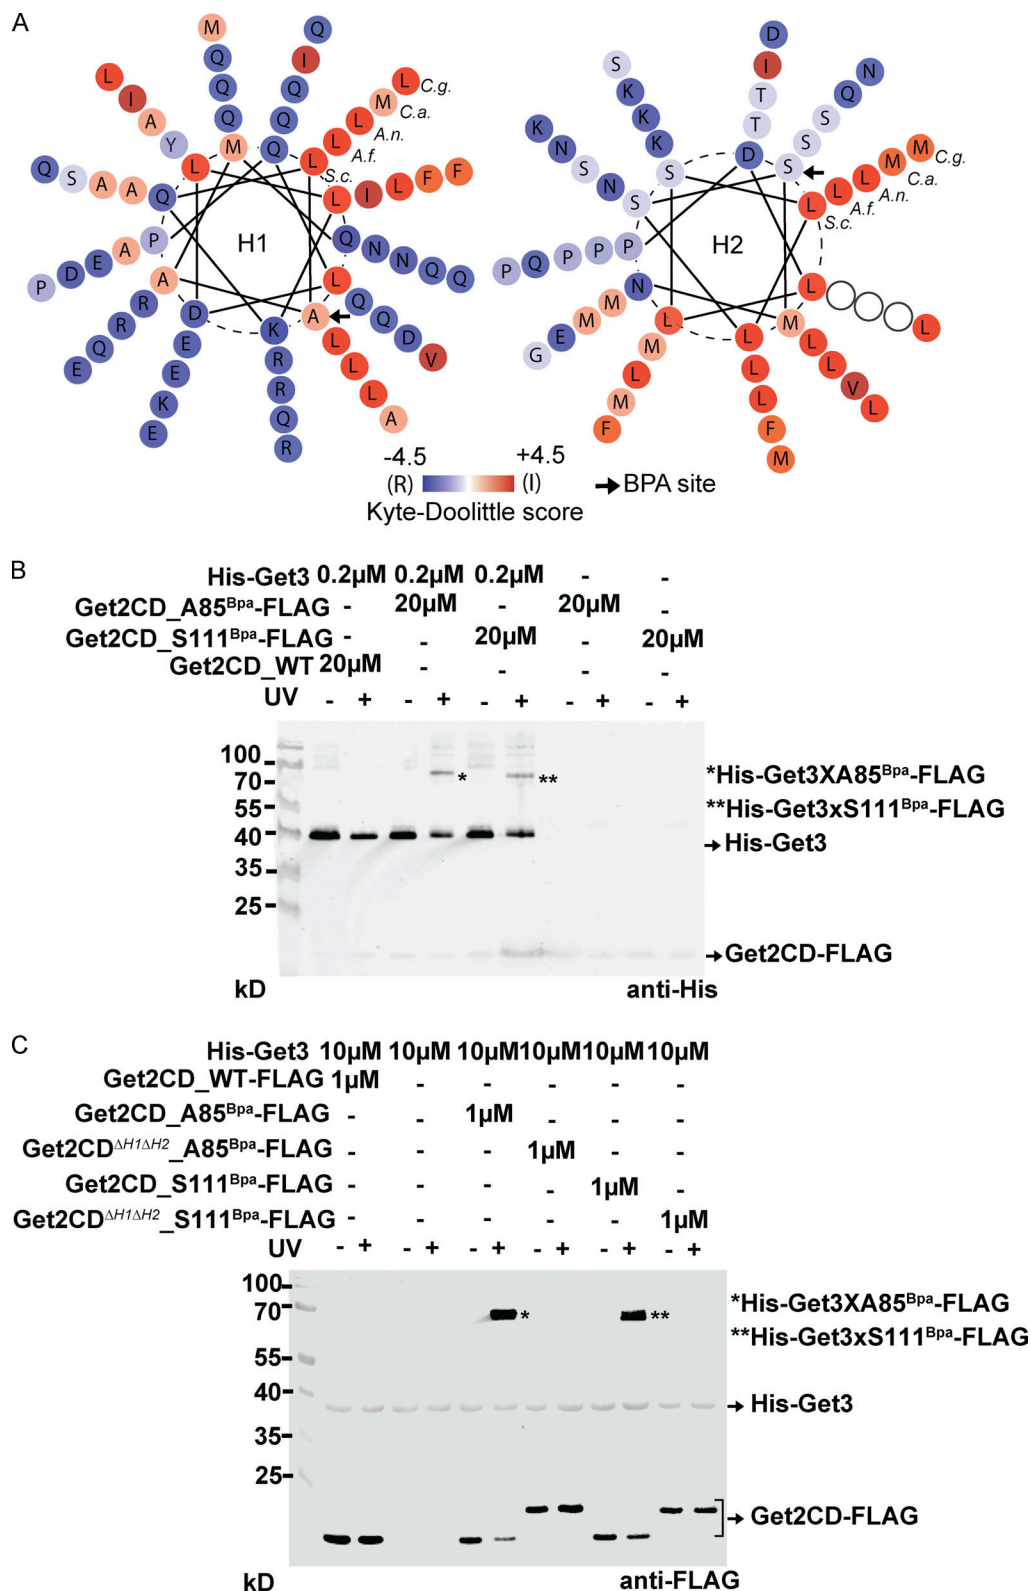 A
H1
S.c.
A.f.
A.n.
C.a.
C.g.
M Q Q Q M
Q I Q Q Q
L M L L L
F F L I L
Q Q N N Q
V D Q Q L
A L L L A
R Q R R K
E K E E D
E Q R R A
P D E A P
Q S A A Q
L I A Y L
H2
S.c.
A.f.
A.n.
C.a.
C.g.
D I T T D
N Q S S S
M M L L L
L L
L V L L M
M F L L L
F M L M L
G E M M N
P Q P P P
K N S N S
S K K K S
-4.5 +4.5
(R) (I)
Kyte-Doolittle score
BPA site
B
His-Get3 0.2µM 0.2µM 0.2µM - -
Get2CD_A85Bpa-FLAG - 20µM - 20µM -
Get2CD_S111Bpa-FLAG - - 20µM - 20µM
Get2CD_WT 20µM - - - -
UV - + - + - + - + - +
100
70
55
40
35
25
kD
*
**
*His-Get3XA85Bpa-FLAG
**His-Get3xS111Bpa-FLAG
His-Get3
Get2CD-FLAG
anti-His
C
His-Get3 10µM 10µM 10µM 10µM 10µM 10µM
Get2CD_WT-FLAG 1µM - - - - -
Get2CD_A85Bpa-FLAG - - 1µM - - -
Get2CDΔH1ΔH2_A85Bpa-FLAG - - - 1µM - -
Get2CD_S111Bpa-FLAG - - - - 1µM -
Get2CDΔH1ΔH2_S111Bpa-FLAG - - - - - 1µM
UV - + - + - + - + - + - +
100
70
55
40
35
25
kD
*
**
*His-Get3XA85Bpa-FLAG
**His-Get3xS111Bpa-FLAG
His-Get3
Get2CD-FLAG
anti-FLAG